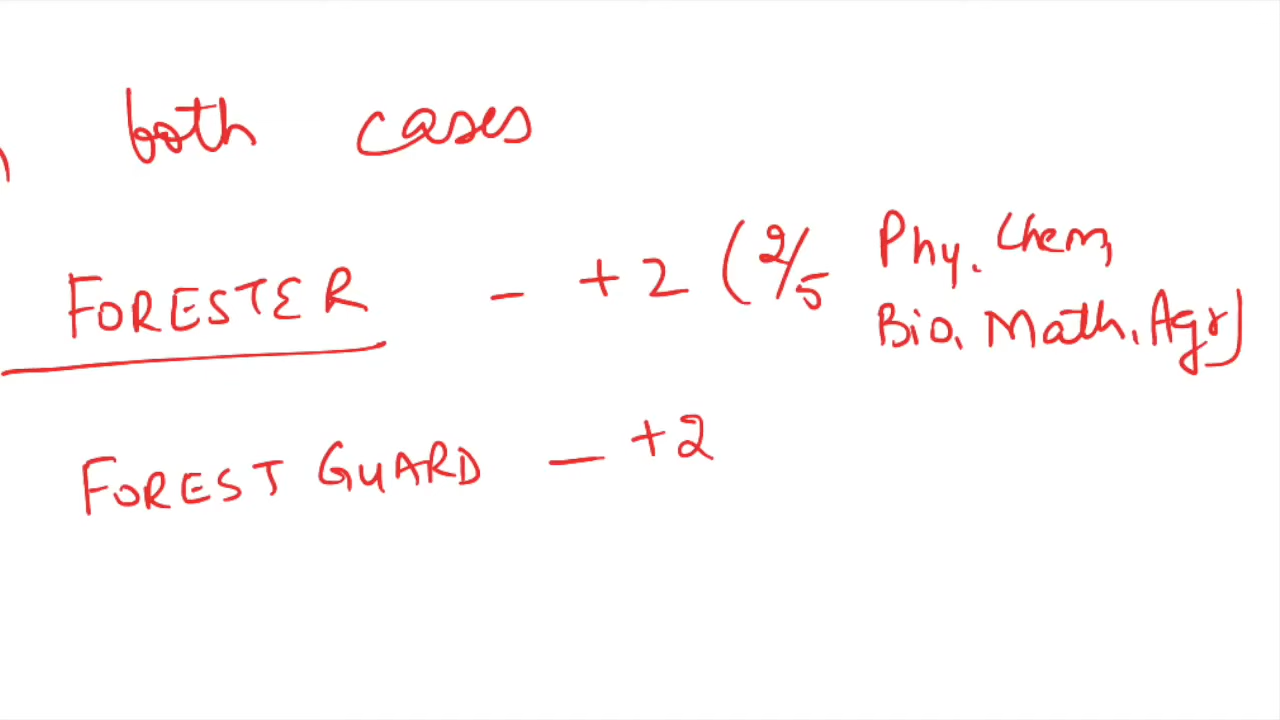 both cases
FORESTER - +2 (2/5 Phy. Chem,
Bio. Math. Agr)
FOREST GUARD - +2